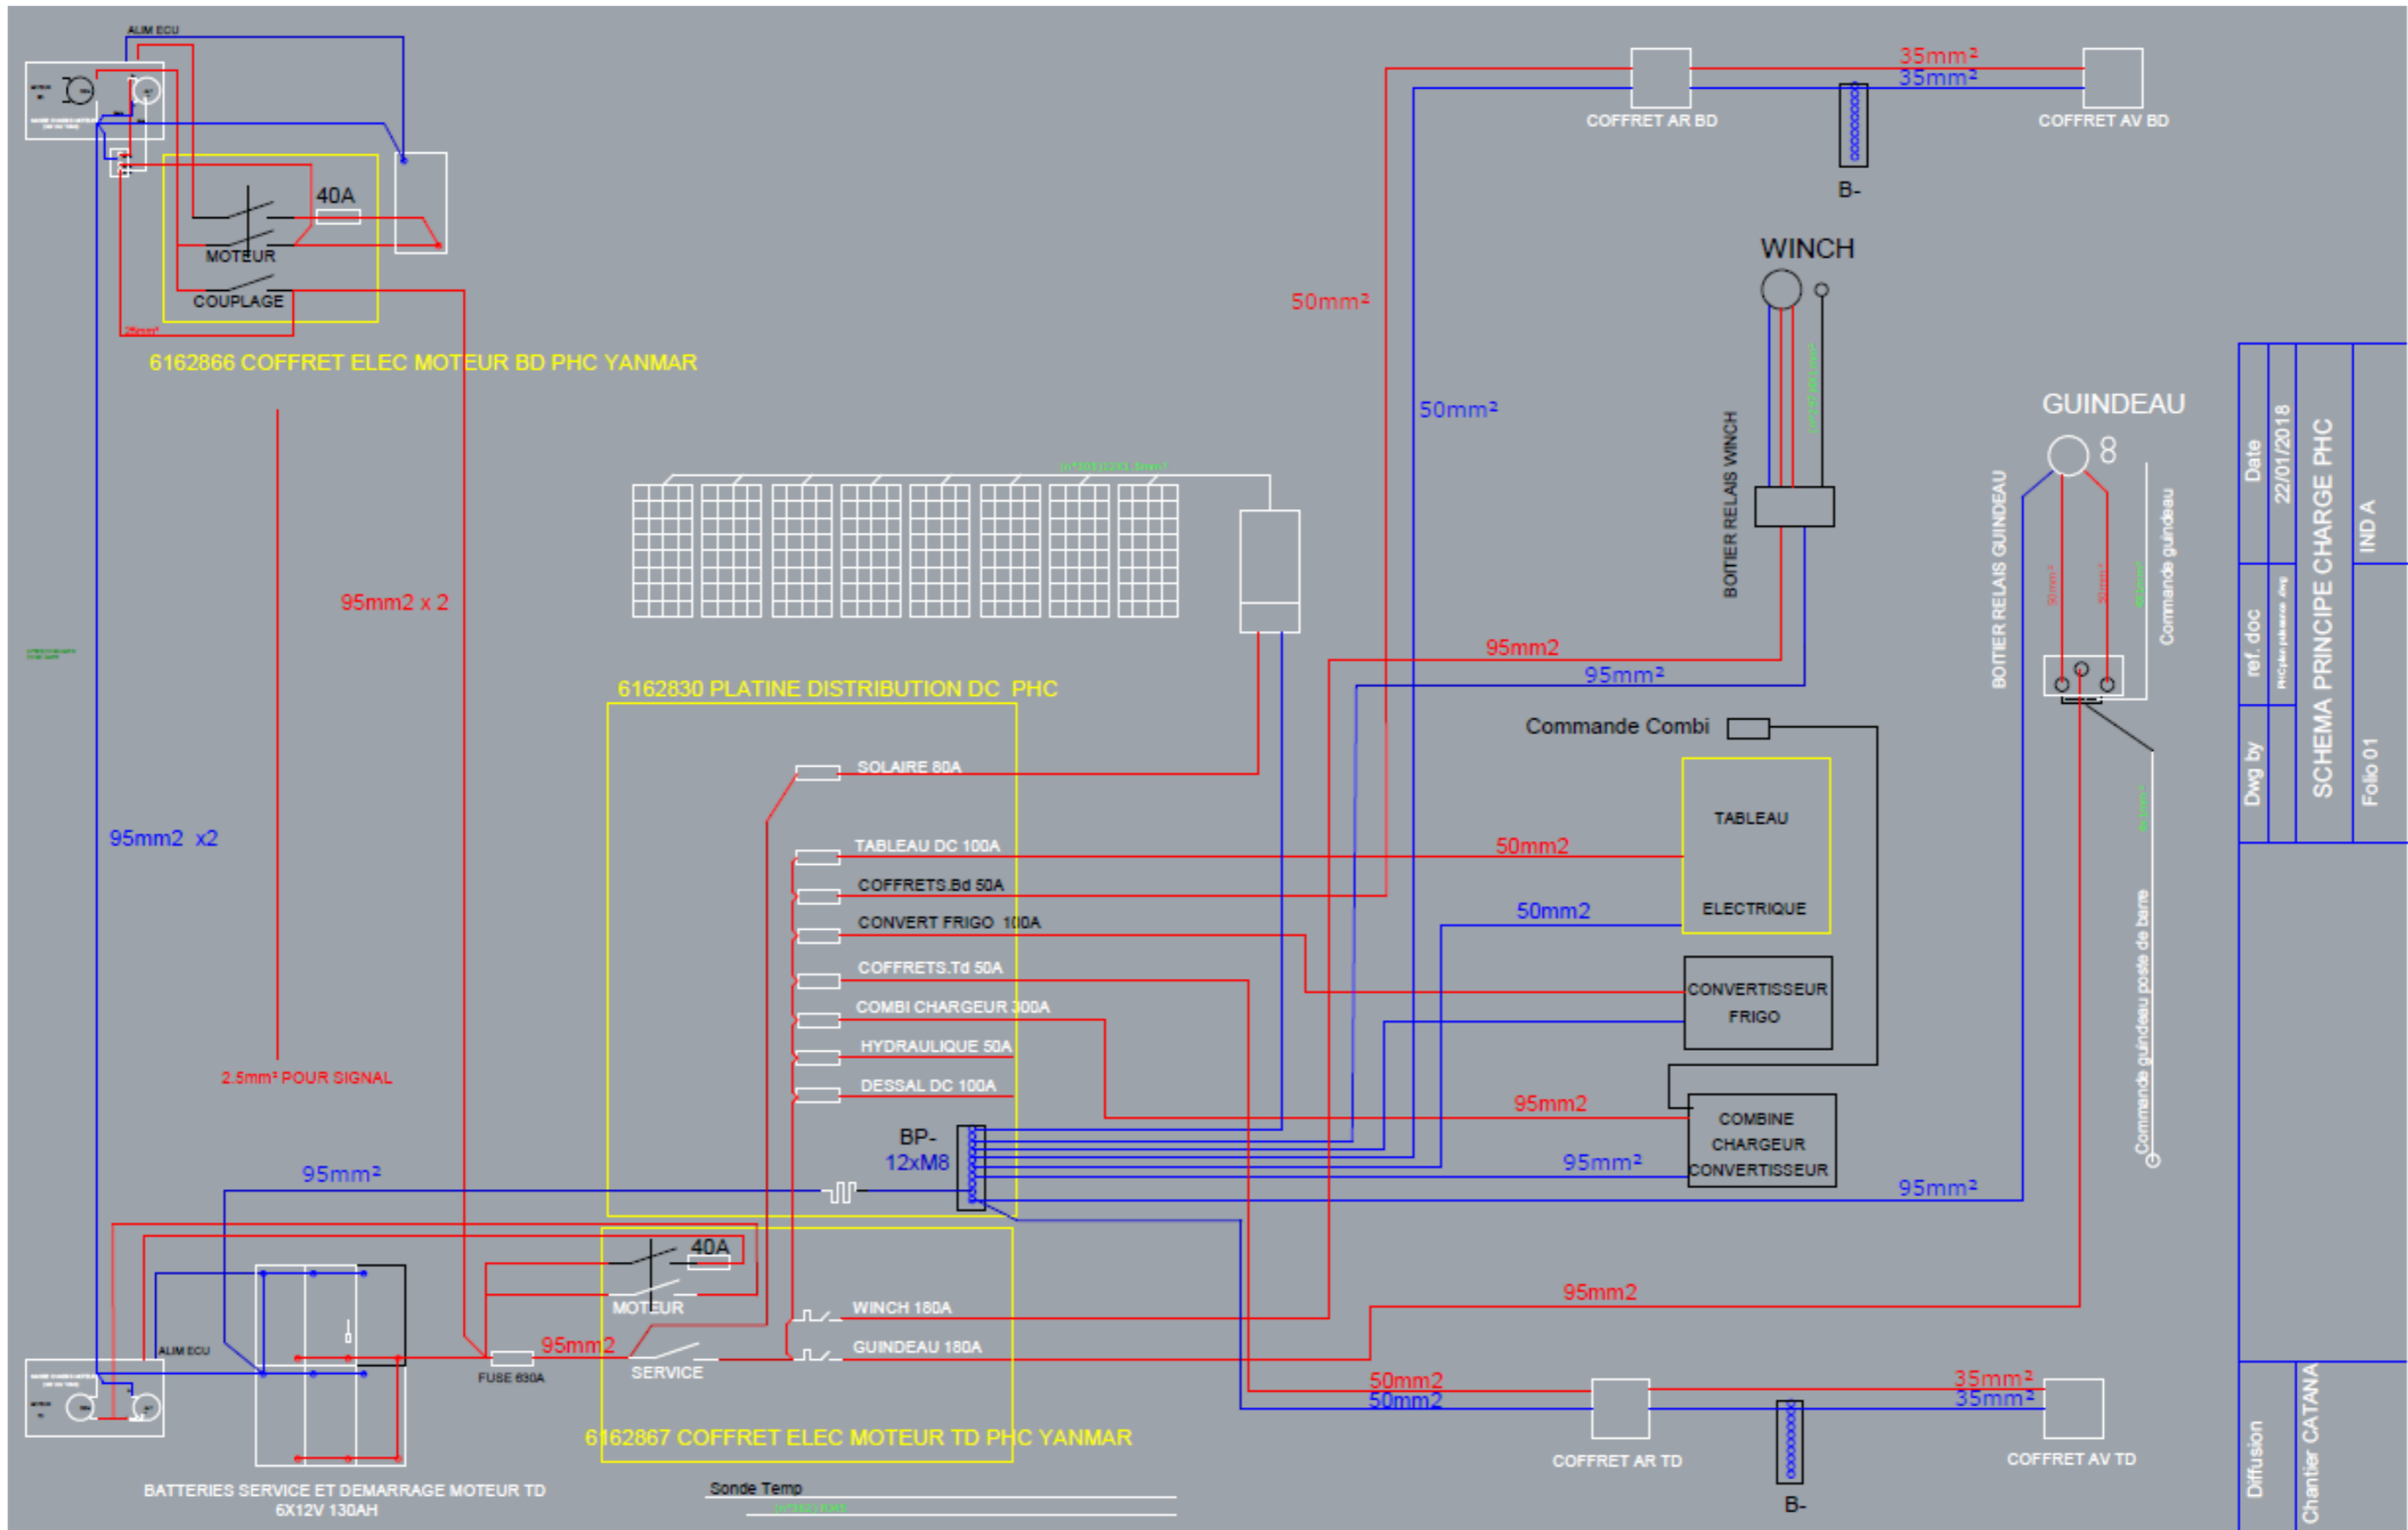 ALIM ECU
40A
MOTEUR
COUPLAGE
25mm²
6162866 COFFRET ELEC MOTEUR BD PHC YANMAR
35mm²
35mm²
COFFRET AR BD
COFFRET AV BD
B-
WINCH
50mm²
50mm²
BOITIER RELAIS WINCH
GUINDEAU
BOITIER RELAIS GUINDEAU
50mm²
50mm²
Commande guindeau
Commande guindeau poste de barre
95mm2 x 2
95mm2 x2
2.5mm² POUR SIGNAL
95mm2
95mm²
6162830 PLATINE DISTRIBUTION DC PHC
Commande Combi
SOLAIRE 80A
TABLEAU DC 100A
50mm2
TABLEAU
ELECTRIQUE
COFFRETS.Bd 50A
50mm2
CONVERT FRIGO 100A
COFFRETS.Td 50A
CONVERTISSEUR
FRIGO
COMBI CHARGEUR 300A
HYDRAULIQUE 50A
DESSAL DC 100A
95mm2
COMBINE
CHARGEUR
CONVERTISSEUR
BP-
12xM8
95mm²
95mm²
95mm²
40A
MOTEUR
WINCH 180A
95mm2
GUINDEAU 180A
95mm2
SERVICE
FUSE 630A
ALIM ECU
50mm2
50mm2
35mm²
35mm²
6162867 COFFRET ELEC MOTEUR TD PHC YANMAR
COFFRET AR TD
COFFRET AV TD
B-
BATTERIES SERVICE ET DEMARRAGE MOTEUR TD
6X12V 130AH
Sonde Temp
Dwg by
ref. doc
Date
22/01/2018
SCHEMA PRINCIPE CHARGE PHC
Folio 01
IND A
Diffusion
Chantier CATANA